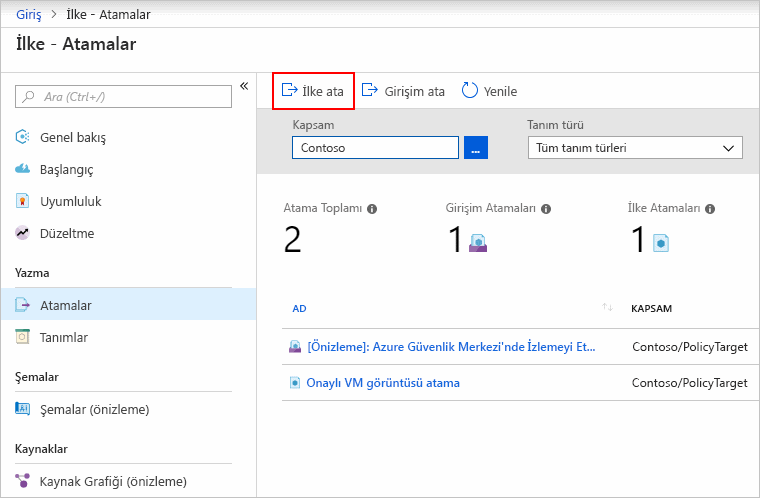 Giriş > İlke - Atamalar
İlke - Atamalar
Ara (Ctrl+/)
Genel bakış
Başlangıç
Uyumluluk
Düzeltme
Yazma
Atamalar
Tanımlar
Şemalar
Şemalar (önizleme)
Kaynaklar
Kaynak Grafiği (önizleme)
«
İlke ata Girişim ata Yenile
Kapsam Tanım türü
Contoso ... Tüm tanım türleri
Atama Toplamı Girişim Atamaları İlke Atamaları
2 1 1
AD KAPSAM
[Önizleme]: Azure Güvenlik Merkezi'nde İzlemeyi Et... Contoso/PolicyTarget
Onaylı VM görüntüsü atama Contoso/PolicyTarget